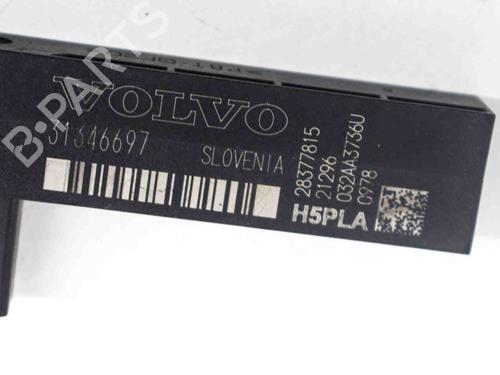 VOLVO
31346697
SLOVENIA
28377815
21296
032AA3736U
0978
H5PLA
B-PARTS